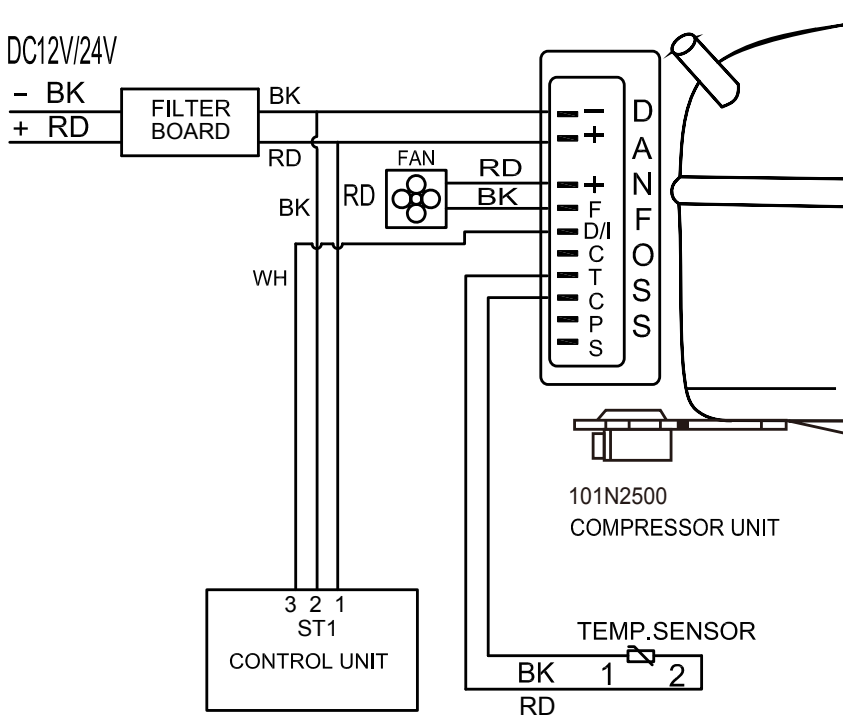 DC12V/24V
− BK
+ RD
FILTER
BOARD
BK
RD
BK
WH
FAN
RD
RD
BK
−
+
+
F
D/I
C
T
C
P
S
D
A
N
F
O
S
S
101N2500
COMPRESSOR UNIT
3 2 1
ST1
CONTROL UNIT
TEMP.SENSOR
BK 1 2
RD